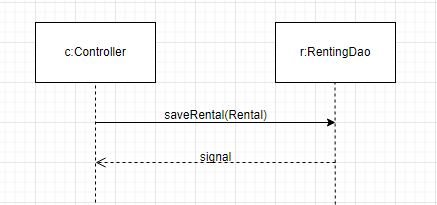 c:Controller
r:RentingDao
saveRental(Rental)
signal